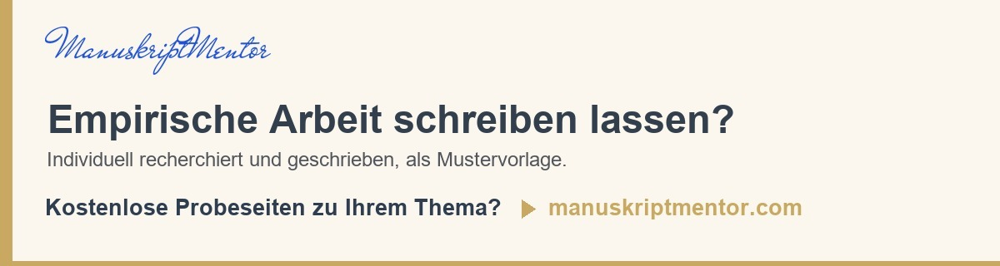 ManuskriptMentor
Empirische Arbeit schreiben lassen?
Individuell recherchiert und geschrieben, als Mustervorlage.
Kostenlose Probeseiten zu Ihrem Thema? ▶ manuskriptmentor.com